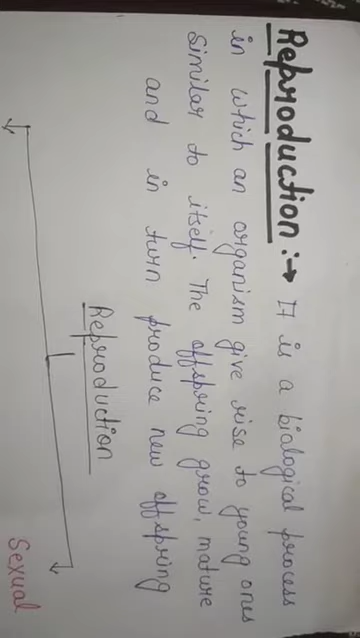 Reproduction :→ It is a biological process
in which an organism give rise to young ones
similar to itself. The offspring grow, mature
and in turn produce new offspring
Reproduction
Sexual